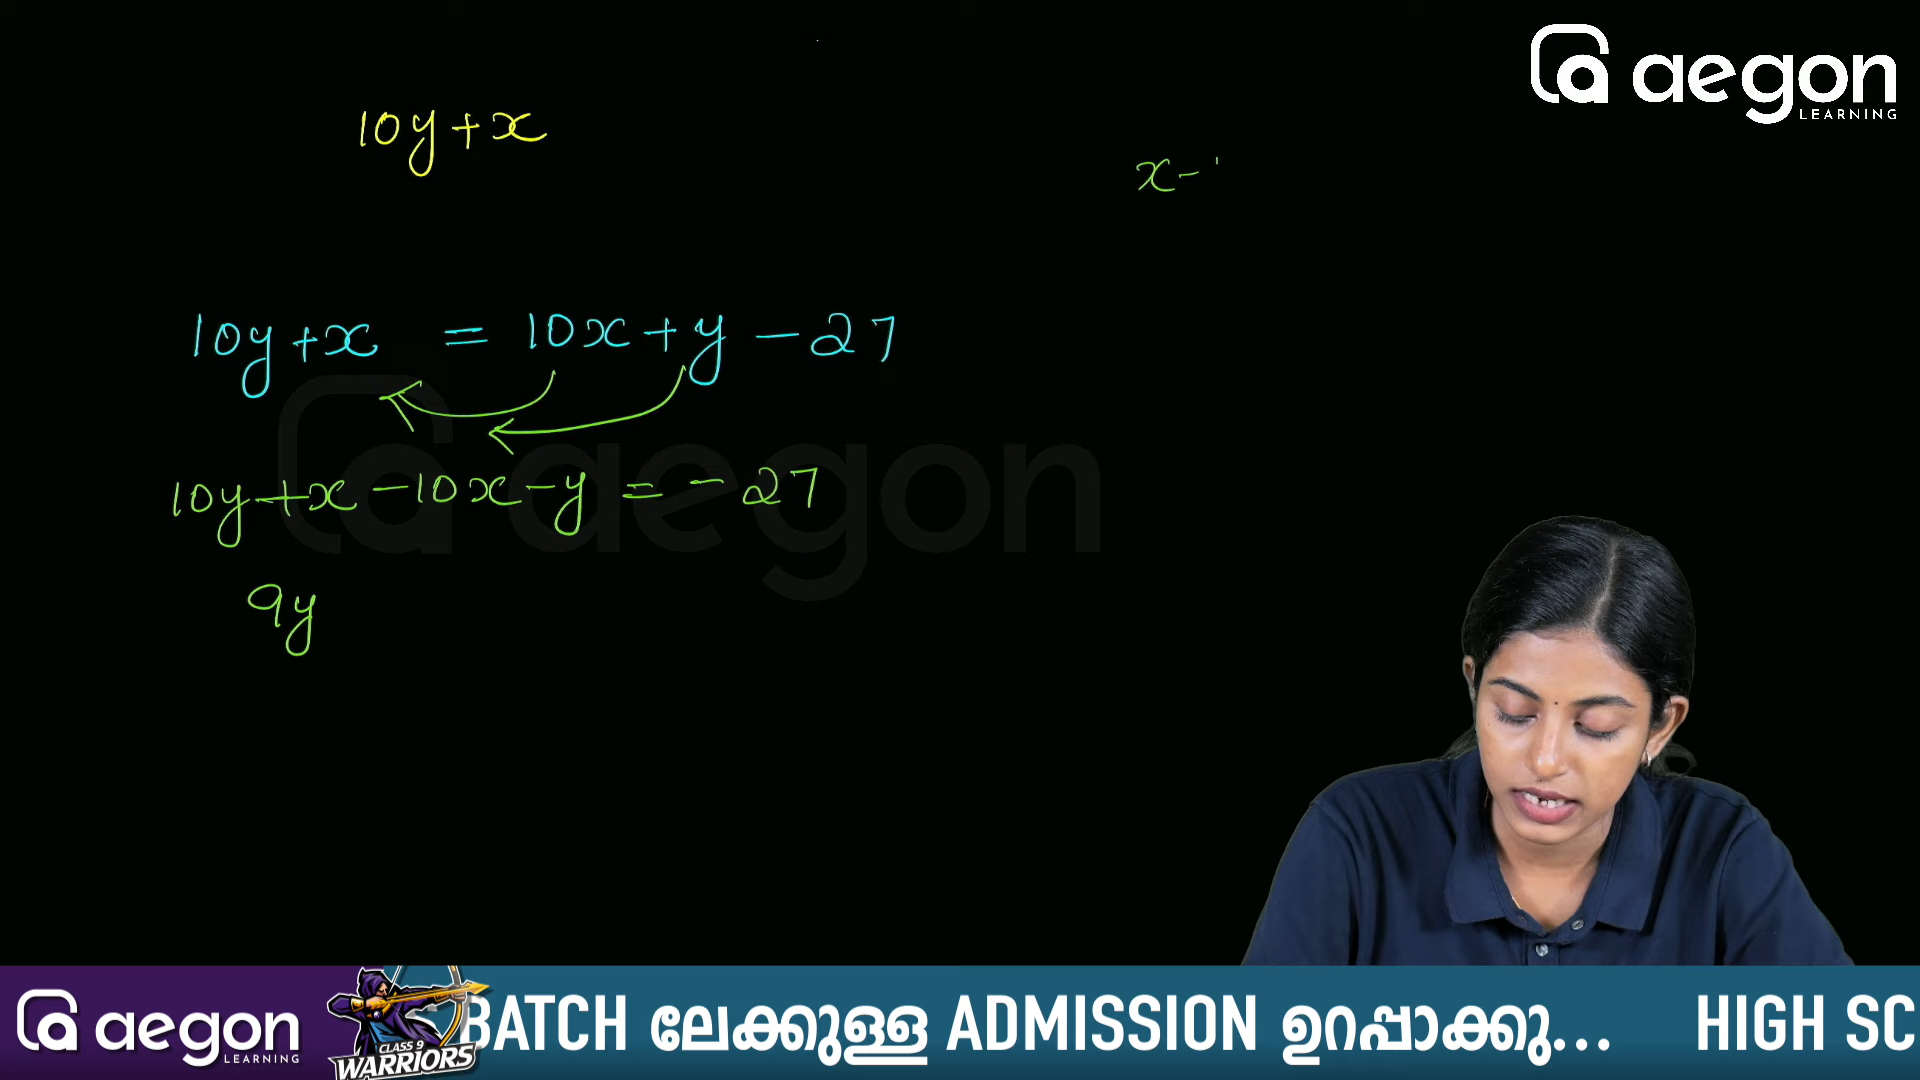 aegon
LEARNING
10y+x
x-
10y+x = 10x+y-27
10y+x-10x-y = -27
9y
aegon
aegon
LEARNING
CLASS 9
WARRIORS
BATCH ലേക്കുള്ള ADMISSION ഉറപ്പാക്കൂ... HIGH SC